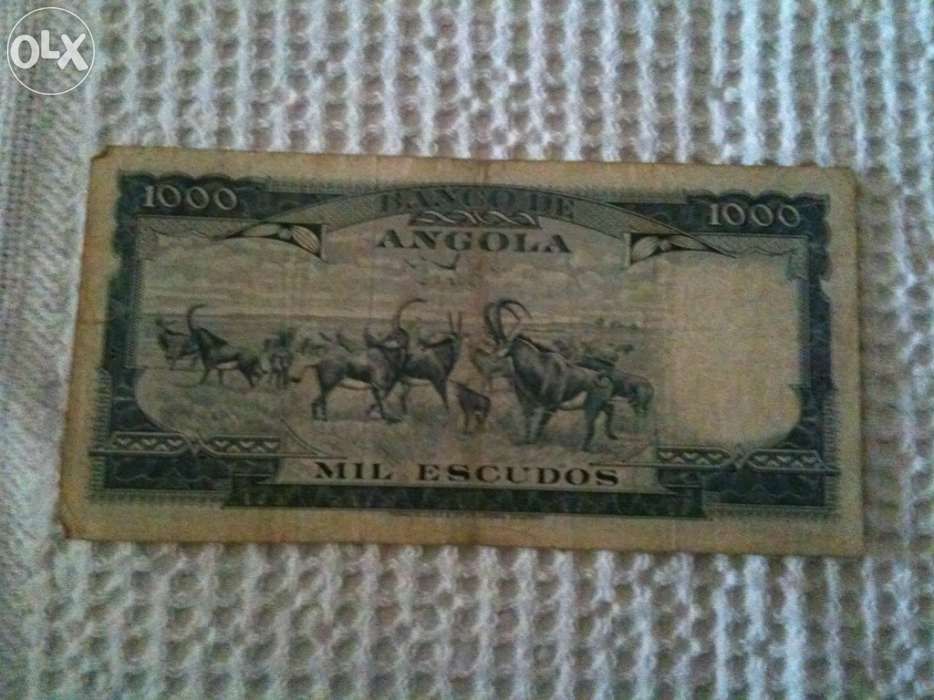 OLX
1000 BANCO DE 1000
ANGOLA
MIL ESCUDOS